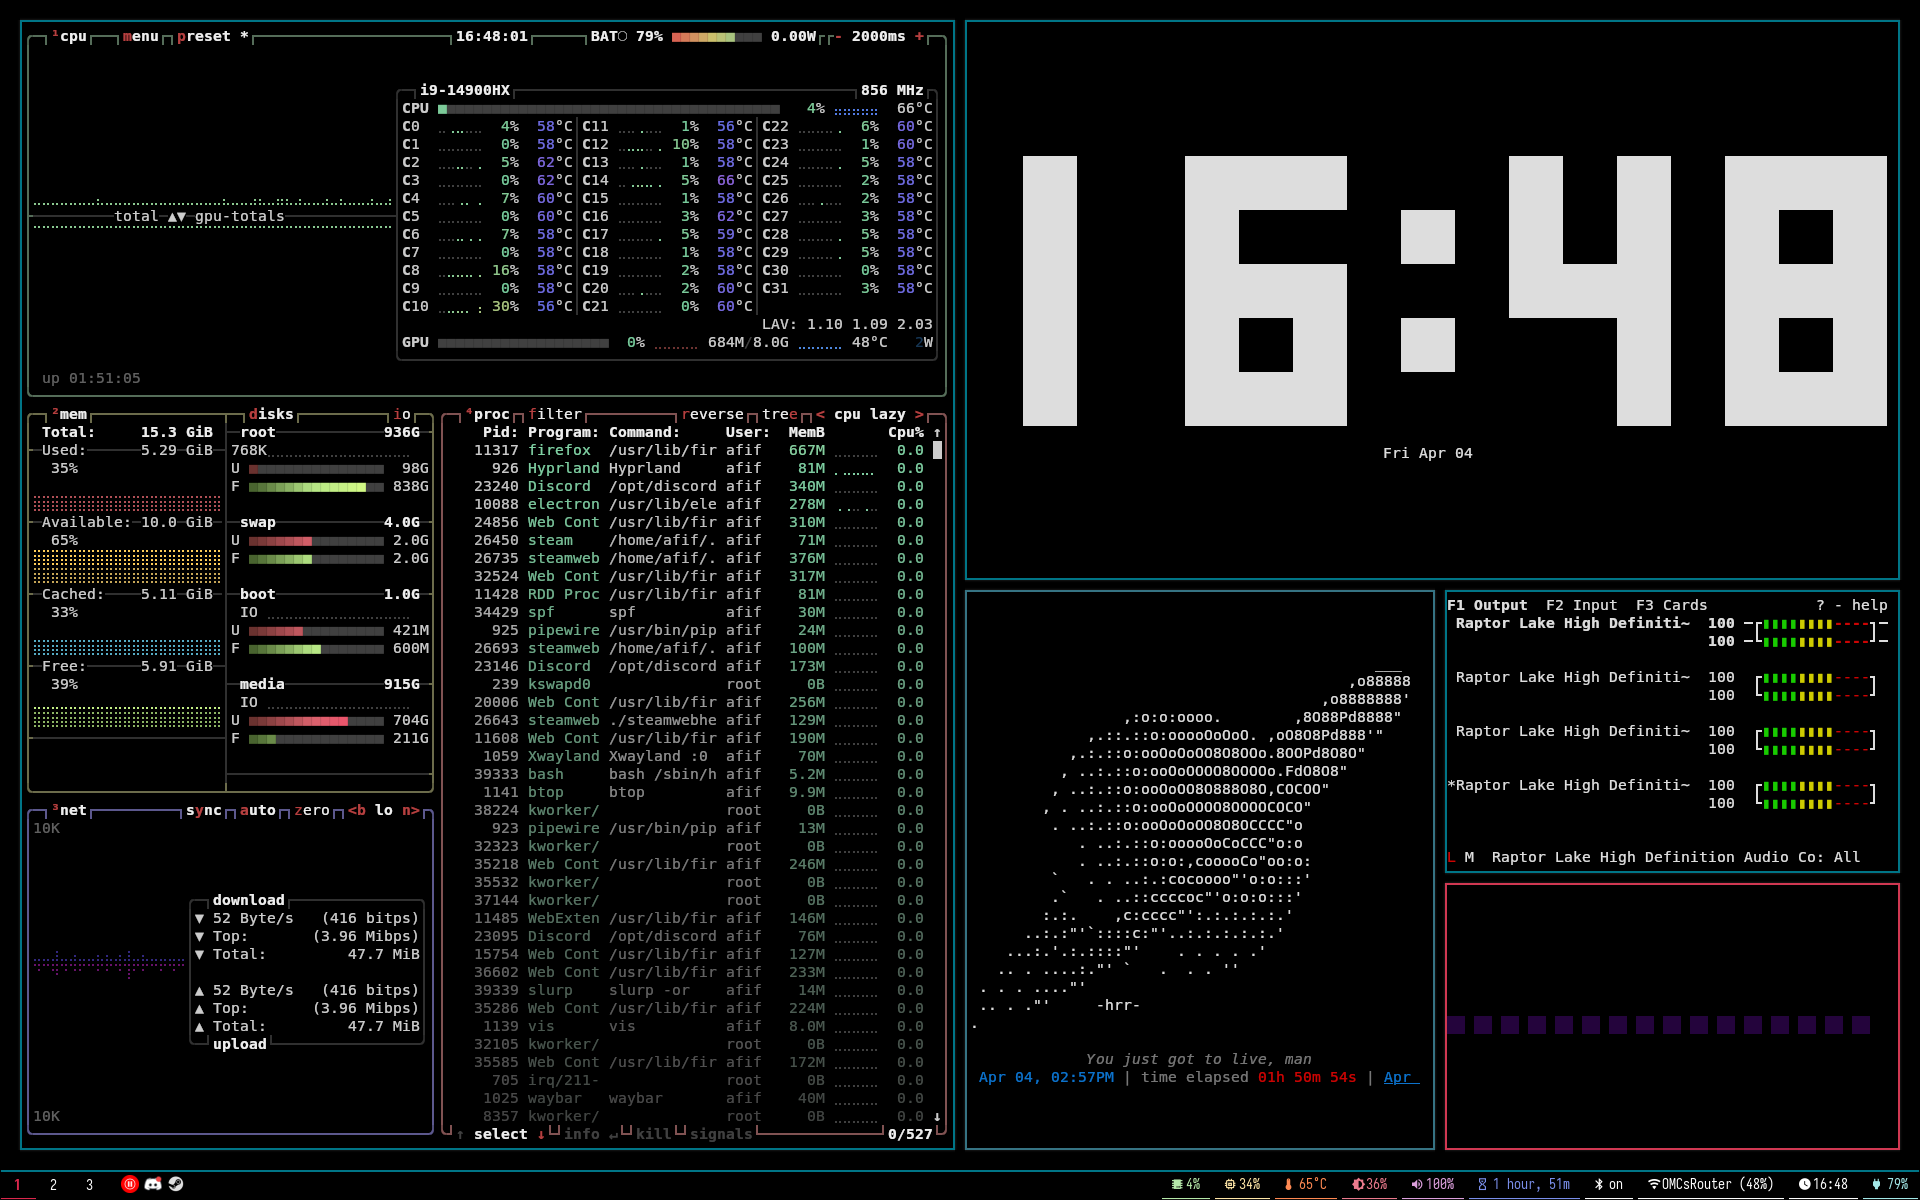 ¹cpu menu preset * 16:48:01 BAT 79% 0.00W - 2000ms +
i9-14900HX 856 MHz
CPU 4% 66°C
C0 4% 58°C C11 1% 56°C C22 6% 60°C
C1 0% 58°C C12 10% 58°C C23 1% 60°C
C2 5% 62°C C13 1% 58°C C24 5% 58°C
C3 0% 62°C C14 5% 66°C C25 2% 58°C
C4 7% 60°C C15 1% 58°C C26 2% 58°C
total ▲▼ gpu-totals
C5 0% 60°C C16 3% 62°C C27 3% 58°C
C6 7% 58°C C17 5% 59°C C28 5% 58°C
C7 0% 58°C C18 1% 58°C C29 5% 58°C
C8 16% 58°C C19 2% 58°C C30 0% 58°C
C9 0% 58°C C20 2% 60°C C31 3% 58°C
C10 30% 56°C C21 0% 60°C
LAV: 1.10 1.09 2.03
GPU 0% 684M/8.0G 48°C 2W
up 01:51:05
²mem disks io
Total: 15.3 GiB
Used: 5.29 GiB
35%
Available: 10.0 GiB
65%
Cached: 5.11 GiB
33%
Free: 5.91 GiB
39%
root 936G
768K
U 98G
F 838G
swap 4.0G
U 2.0G
F 2.0G
boot 1.0G
IO
U 421M
F 600M
media 915G
IO
U 704G
F 211G
³net sync auto zero <b lo n>
10K
download
▼ 52 Byte/s (416 bitps)
▼ Top: (3.96 Mibps)
▼ Total: 47.7 MiB
▲ 52 Byte/s (416 bitps)
▲ Top: (3.96 Mibps)
▲ Total: 47.7 MiB
upload
10K
⁴proc filter reverse tree < cpu lazy >
Pid: Program: Command: User: MemB Cpu% ↑
11317 firefox /usr/lib/fir afif 667M 0.0
926 Hyprland Hyprland afif 81M 0.0
23240 Discord /opt/discord afif 340M 0.0
10088 electron /usr/lib/ele afif 278M 0.0
24856 Web Cont /usr/lib/fir afif 310M 0.0
26450 steam /home/afif/. afif 71M 0.0
26735 steamweb /home/afif/. afif 376M 0.0
32524 Web Cont /usr/lib/fir afif 317M 0.0
11428 RDD Proc /usr/lib/fir afif 81M 0.0
34429 spf spf afif 30M 0.0
925 pipewire /usr/bin/pip afif 24M 0.0
26693 steamweb /home/afif/. afif 100M 0.0
23146 Discord /opt/discord afif 173M 0.0
239 kswapd0 root 0B 0.0
20006 Web Cont /usr/lib/fir afif 256M 0.0
26643 steamweb ./steamwebhe afif 129M 0.0
11608 Web Cont /usr/lib/fir afif 190M 0.0
1059 Xwayland Xwayland :0 afif 70M 0.0
39333 bash bash /sbin/h afif 5.2M 0.0
1141 btop btop afif 9.9M 0.0
38224 kworker/ root 0B 0.0
923 pipewire /usr/bin/pip afif 13M 0.0
32323 kworker/ root 0B 0.0
35218 Web Cont /usr/lib/fir afif 246M 0.0
35532 kworker/ root 0B 0.0
37144 kworker/ root 0B 0.0
11485 WebExten /usr/lib/fir afif 146M 0.0
23095 Discord /opt/discord afif 76M 0.0
15754 Web Cont /usr/lib/fir afif 127M 0.0
36602 Web Cont /usr/lib/fir afif 233M 0.0
39339 slurp slurp -or afif 14M 0.0
35286 Web Cont /usr/lib/fir afif 224M 0.0
1139 vis vis afif 8.0M 0.0
32105 kworker/ root 0B 0.0
35585 Web Cont /usr/lib/fir afif 172M 0.0
705 irq/211- root 0B 0.0
1025 waybar waybar afif 40M 0.0
8357 kworker/ root 0B 0.0 ↓
↑ select ↓ info ↵ kill signals 0/527
16:48
Fri Apr 04
___
,o88888
,o8888888'
,:o:o:oooo. ,8O88Pd8888"
,.::.::o:ooooOoOoO. ,oO8O8Pd888'"
,.:.::o:ooOoOoOO8O8OOo.8OOPd8O8O"
, ..:.::o:ooOoOOOO8OOOOo.FdO8O8"
, ..:.::o:ooOoOO8O888O8O,COCOO"
, . ..:.::o:ooOoOOOO8OOOOCOCO"
. ..:.::o:ooOoOoOO8O8OCCCC"o
. ..:.::o:ooooOoCoCCC"o:o
. ..:.::o:o:,cooooCo"oo:o:
` . . ..:.:cocoooo"'o:o:::'
.` . ..::ccccoc"'o:o:o:::'
:.:. ,c:cccc"':.:.:.:.:.'
..:.:"'`::::c:"'..:.:.:.:.:.'
...:.'.:.::::"' . . . . .'
.. . ....:."' ` . . . ''
. . . ...."'
.. . ."' -hrr-
.
You just got to live, man
Apr 04, 02:57PM | time elapsed 01h 50m 54s | Apr
F1 Output F2 Input F3 Cards ? - help
Raptor Lake High Definiti~ 100
100
Raptor Lake High Definiti~ 100
100
Raptor Lake High Definiti~ 100
100
*Raptor Lake High Definiti~ 100
100
L M Raptor Lake High Definition Audio Co: All
1 2 3 4% 34% 65°C 36% 100% 1 hour, 51m on OMCsRouter (48%) 16:48 79%